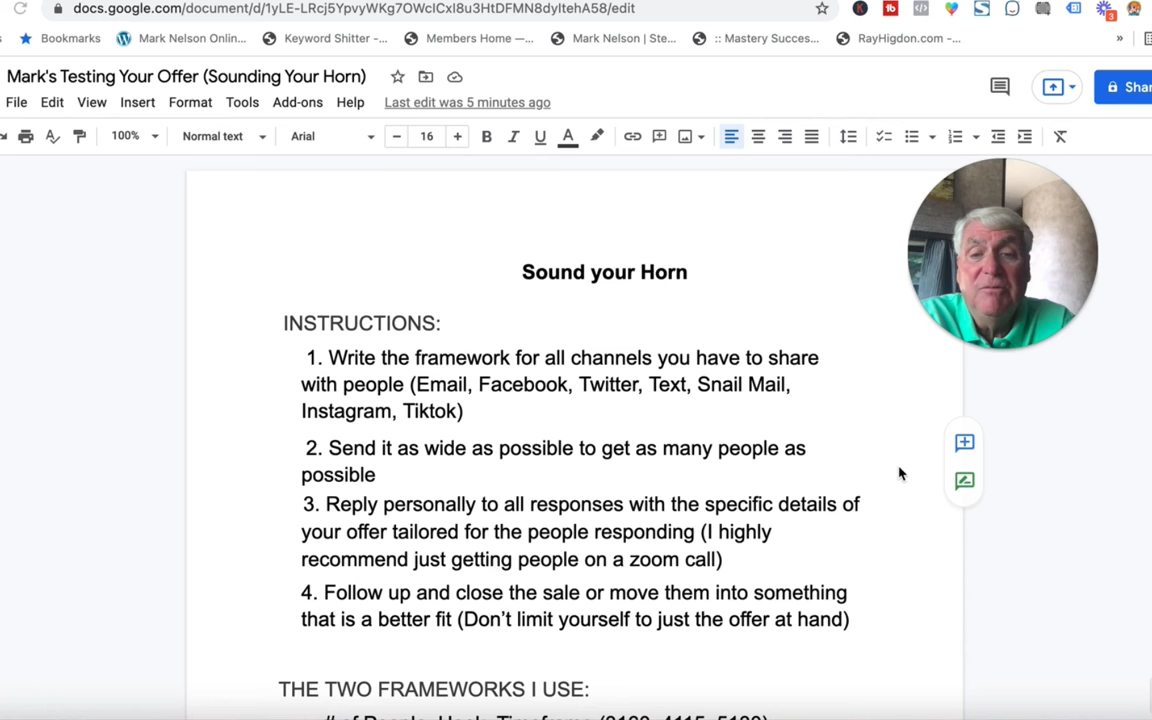 docs.google.com/document/d/1yLE-LRcj5YpvyWKg7OWcICxI8u3HtDFMN8dyItehA58/edit
Bookmarks Mark Nelson Onlin... Keyword Shitter -... Members Home —... Mark Nelson | Ste... :: Mastery Succes... RayHigdon.com -... »
Mark's Testing Your Offer (Sounding Your Horn)
File Edit View Insert Format Tools Add-ons Help Last edit was 5 minutes ago
100% Normal text Arial 16
Sound your Horn
INSTRUCTIONS:
1. Write the framework for all channels you have to share
with people (Email, Facebook, Twitter, Text, Snail Mail,
Instagram, Tiktok)
2. Send it as wide as possible to get as many people as
possible
3. Reply personally to all responses with the specific details of
your offer tailored for the people responding (I highly
recommend just getting people on a zoom call)
4. Follow up and close the sale or move them into something
that is a better fit (Don't limit yourself to just the offer at hand)
THE TWO FRAMEWORKS I USE: